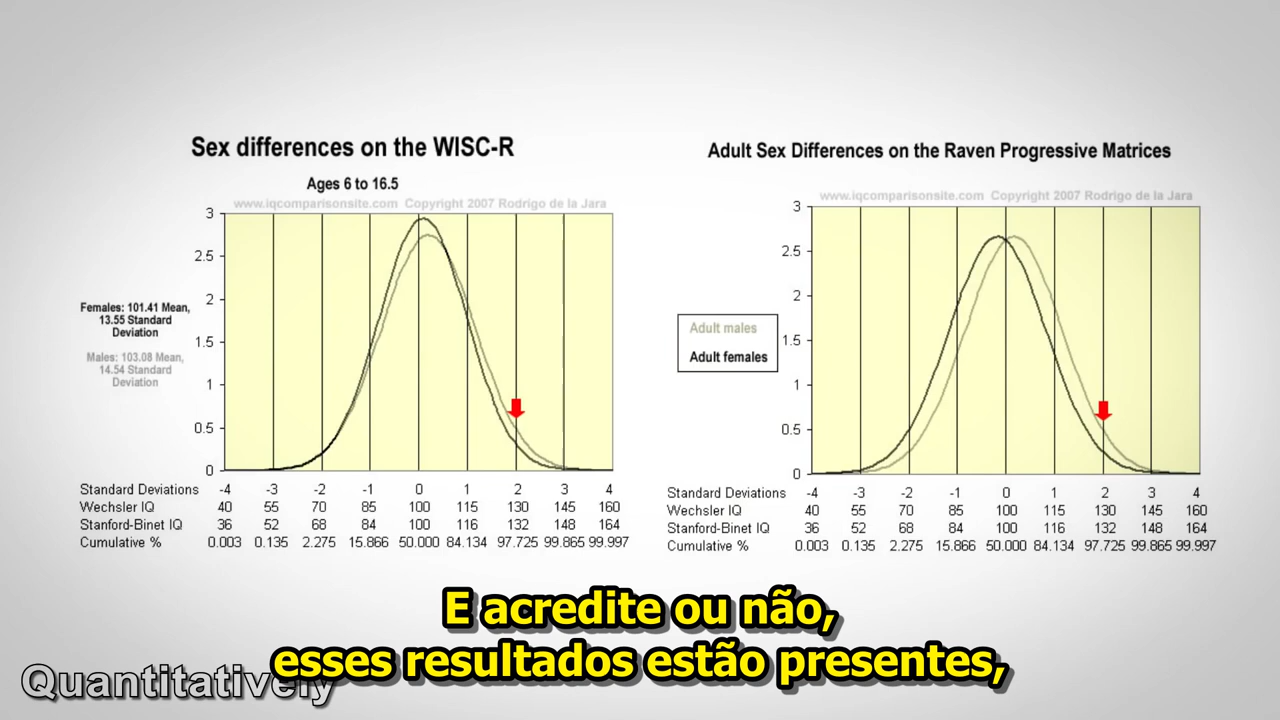 Sex differences on the WISC-R
Ages 6 to 16.5
www.iqcomparisonsite.com Copyright 2007 Rodrigo de la Jara
3
2.5
2
1.5
1
0.5
0
Females: 101.41 Mean,
13.55 Standard
Deviation
Males: 103.08 Mean,
14.54 Standard
Deviation
Standard Deviations -4 -3 -2 -1 0 1 2 3 4
Wechsler IQ 40 55 70 85 100 115 130 145 160
Stanford-Binet IQ 36 52 68 84 100 116 132 148 164
Cumulative % 0.003 0.135 2.275 15.866 50.000 84.134 97.725 99.865 99.997
Adult Sex Differences on the Raven Progressive Matrices
www.iqcomparisonsite.com Copyright 2007 Rodrigo de la Jara
3
2.5
2
1.5
1
0.5
0
Adult males
Adult females
Standard Deviations -4 -3 -2 -1 0 1 2 3 4
Wechsler IQ 40 55 70 85 100 115 130 145 160
Stanford-Binet IQ 36 52 68 84 100 116 132 148 164
Cumulative % 0.003 0.135 2.275 15.866 50.000 84.134 97.725 99.865 99.997
E acredite ou não,
esses resultados estão presentes,
Quantitatively